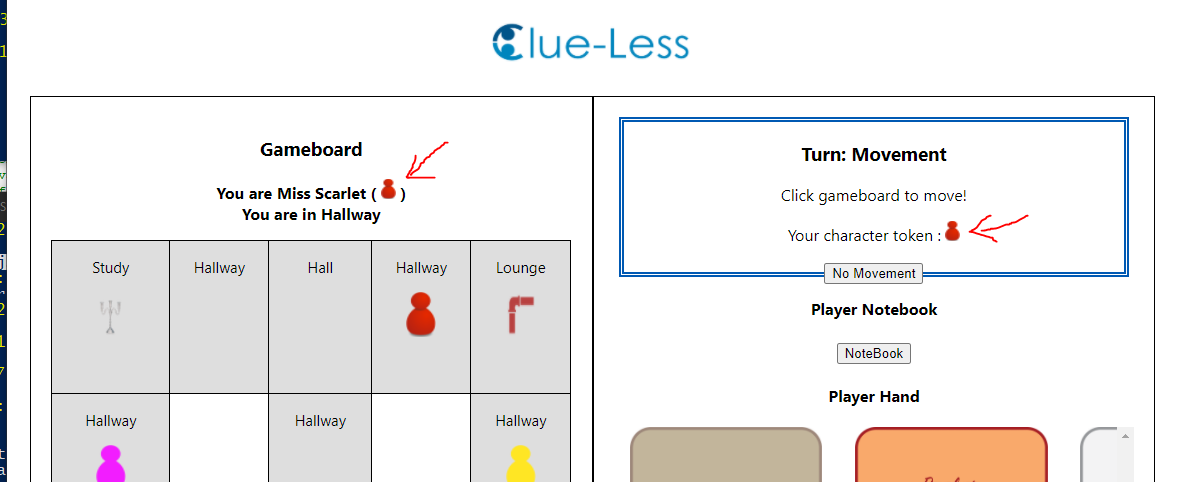 Clue-Less
Gameboard
You are Miss Scarlet ( )
You are in Hallway
Study Hallway Hall Hallway Lounge
Hallway Hallway Hallway
Turn: Movement
Click gameboard to move!
Your character token :
No Movement
Player Notebook
NoteBook
Player Hand